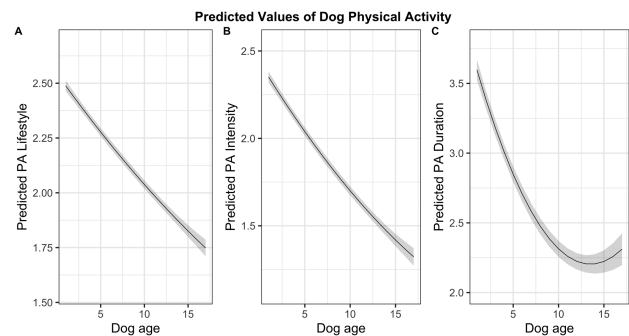 Predicted Values of Dog Physical Activity
A
Predicted PA Lifestyle
2.50
2.25
2.00
1.75
1.50
5
10
15
Dog age
B
Predicted PA Intensity
2.5
2.0
1.5
5
10
15
Dog age
C
Predicted PA Duration
3.5
3.0
2.5
2.0
5
10
15
Dog age